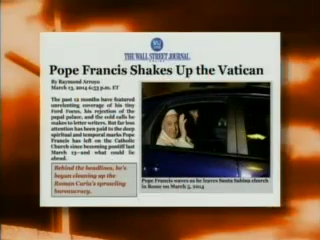 WSJ
THE WALL STREET JOURNAL
Pope Francis Shakes Up the Vatican
By Raymond Arroyo
March 13, 2014 6:53 p.m. ET
The past 12 months have featured
unrelenting coverage of his tiny
Ford Focus, his rejection of the
papal palace, and the cold calls he
makes to letter writers. But far less
attention has been paid to the deep
spiritual and temporal marks Pope
Francis has left on the Catholic
Church since becoming pontiff last
March 13—and what could lie
ahead.
Behind the headlines, he's
began cleaning up the
Roman Curia's sprawling
bureaucracy.
Pope Francis waves as he leaves Santa Sabina church
in Rome on March 5, 2014